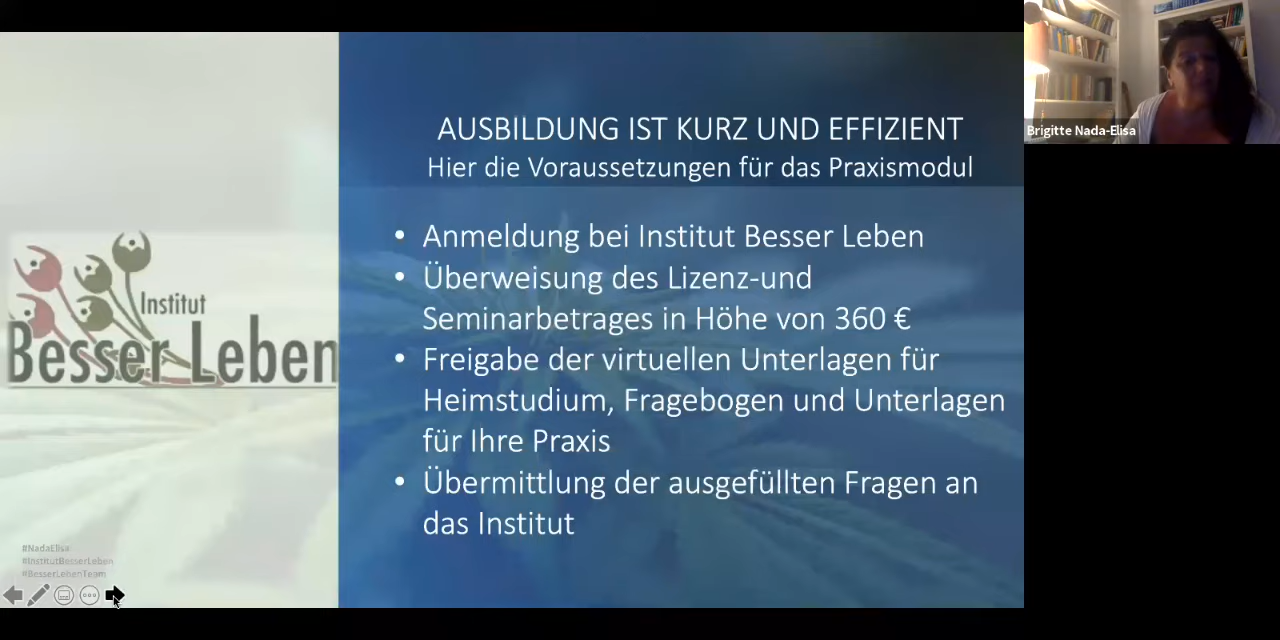 AUSBILDUNG IST KURZ UND EFFIZIENT
Hier die Voraussetzungen für das Praxismodul
• Anmeldung bei Institut Besser Leben
• Überweisung des Lizenz-und
Seminarbetrages in Höhe von 360 €
• Freigabe der virtuellen Unterlagen für
Heimstudium, Fragebogen und Unterlagen
für Ihre Praxis
• Übermittlung der ausgefüllten Fragen an
das Institut
Institut
Besser Leben
#NadaElisa
#InstitutBesserLeben
#BesserLebenTeam
Brigitte Nada-Elisa